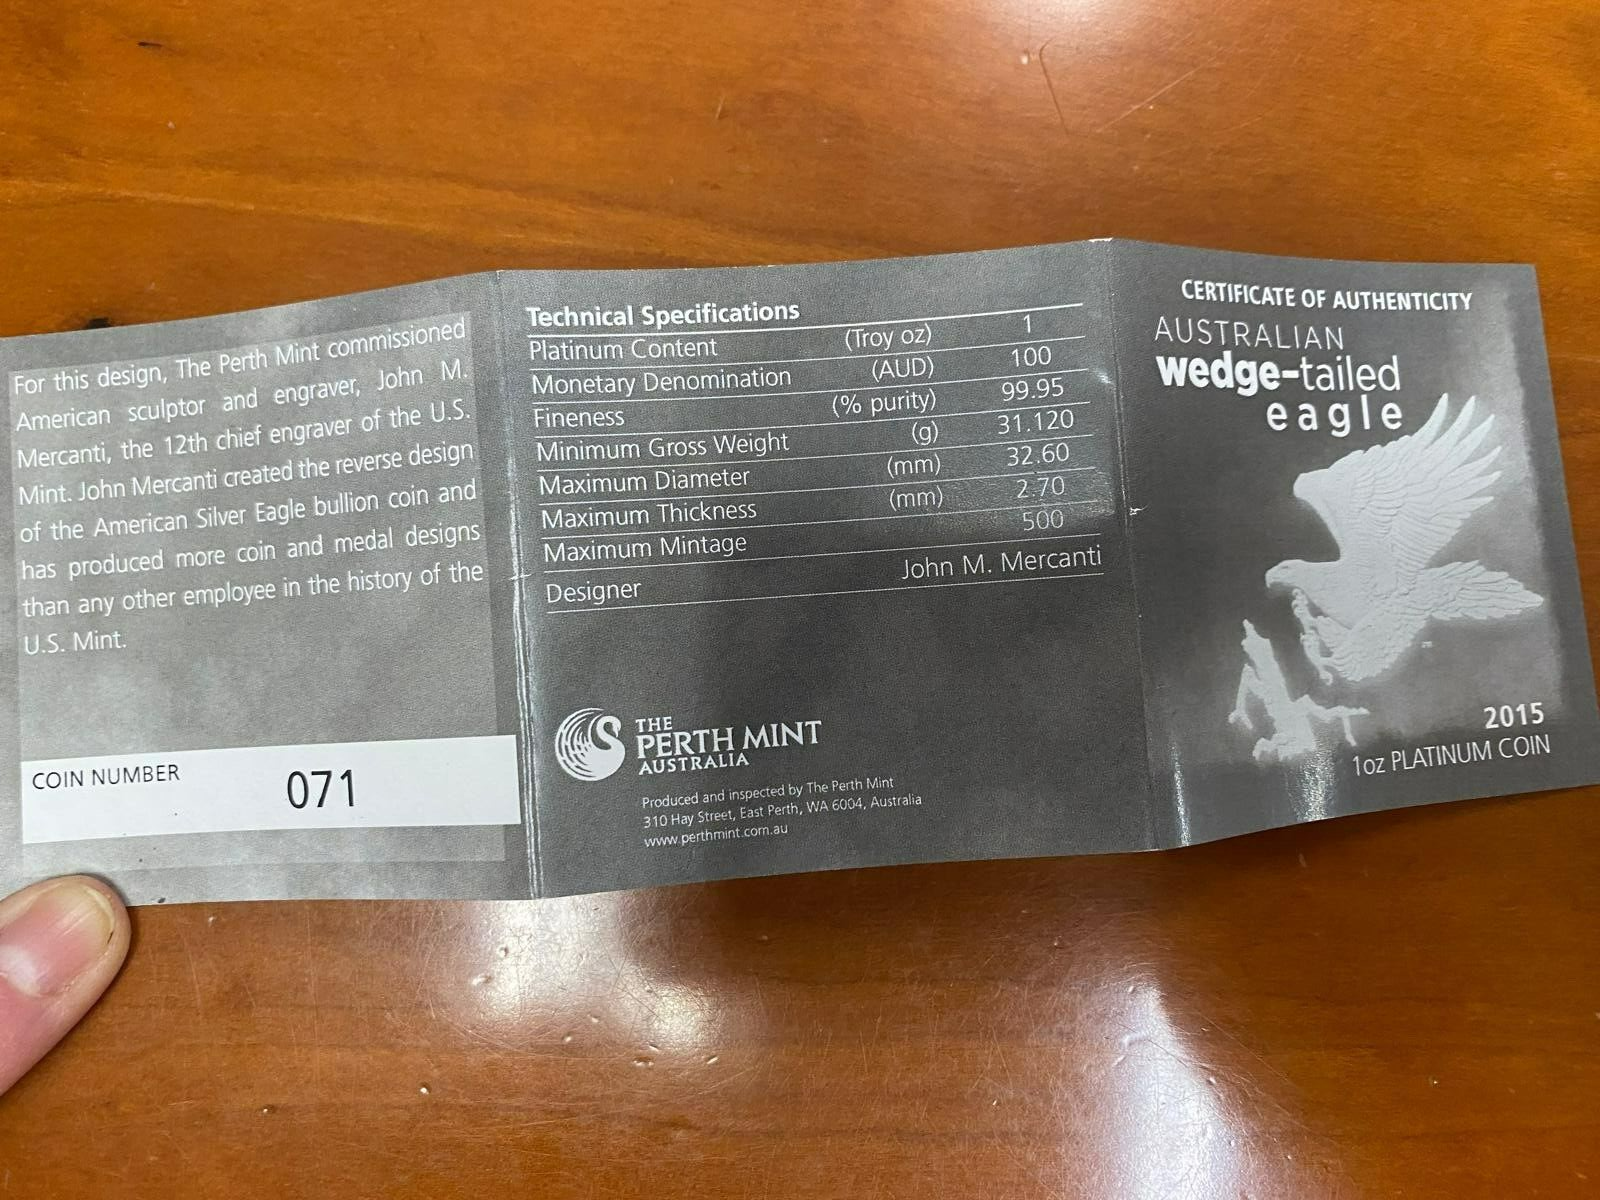 For this design, The Perth Mint commissioned
American sculptor and engraver, John M.
Mercanti, the 12th chief engraver of the U.S.
Mint. John Mercanti created the reverse design
of the American Silver Eagle bullion coin and
has produced more coin and medal designs
than any other employee in the history of the
U.S. Mint.
COIN NUMBER 071
Technical Specifications
Platinum Content (Troy oz) 1
Monetary Denomination (AUD) 100
Fineness (% purity) 99.95
Minimum Gross Weight (g) 31.120
Maximum Diameter (mm) 32.60
Maximum Thickness (mm) 2.70
Maximum Mintage 500
Designer John M. Mercanti
THE
PERTH MINT
AUSTRALIA
Produced and inspected by The Perth Mint
310 Hay Street, East Perth, WA 6004, Australia
www.perthmint.com.au
CERTIFICATE OF AUTHENTICITY
AUSTRALIAN
wedge-tailed
eagle
2015
1oz PLATINUM COIN